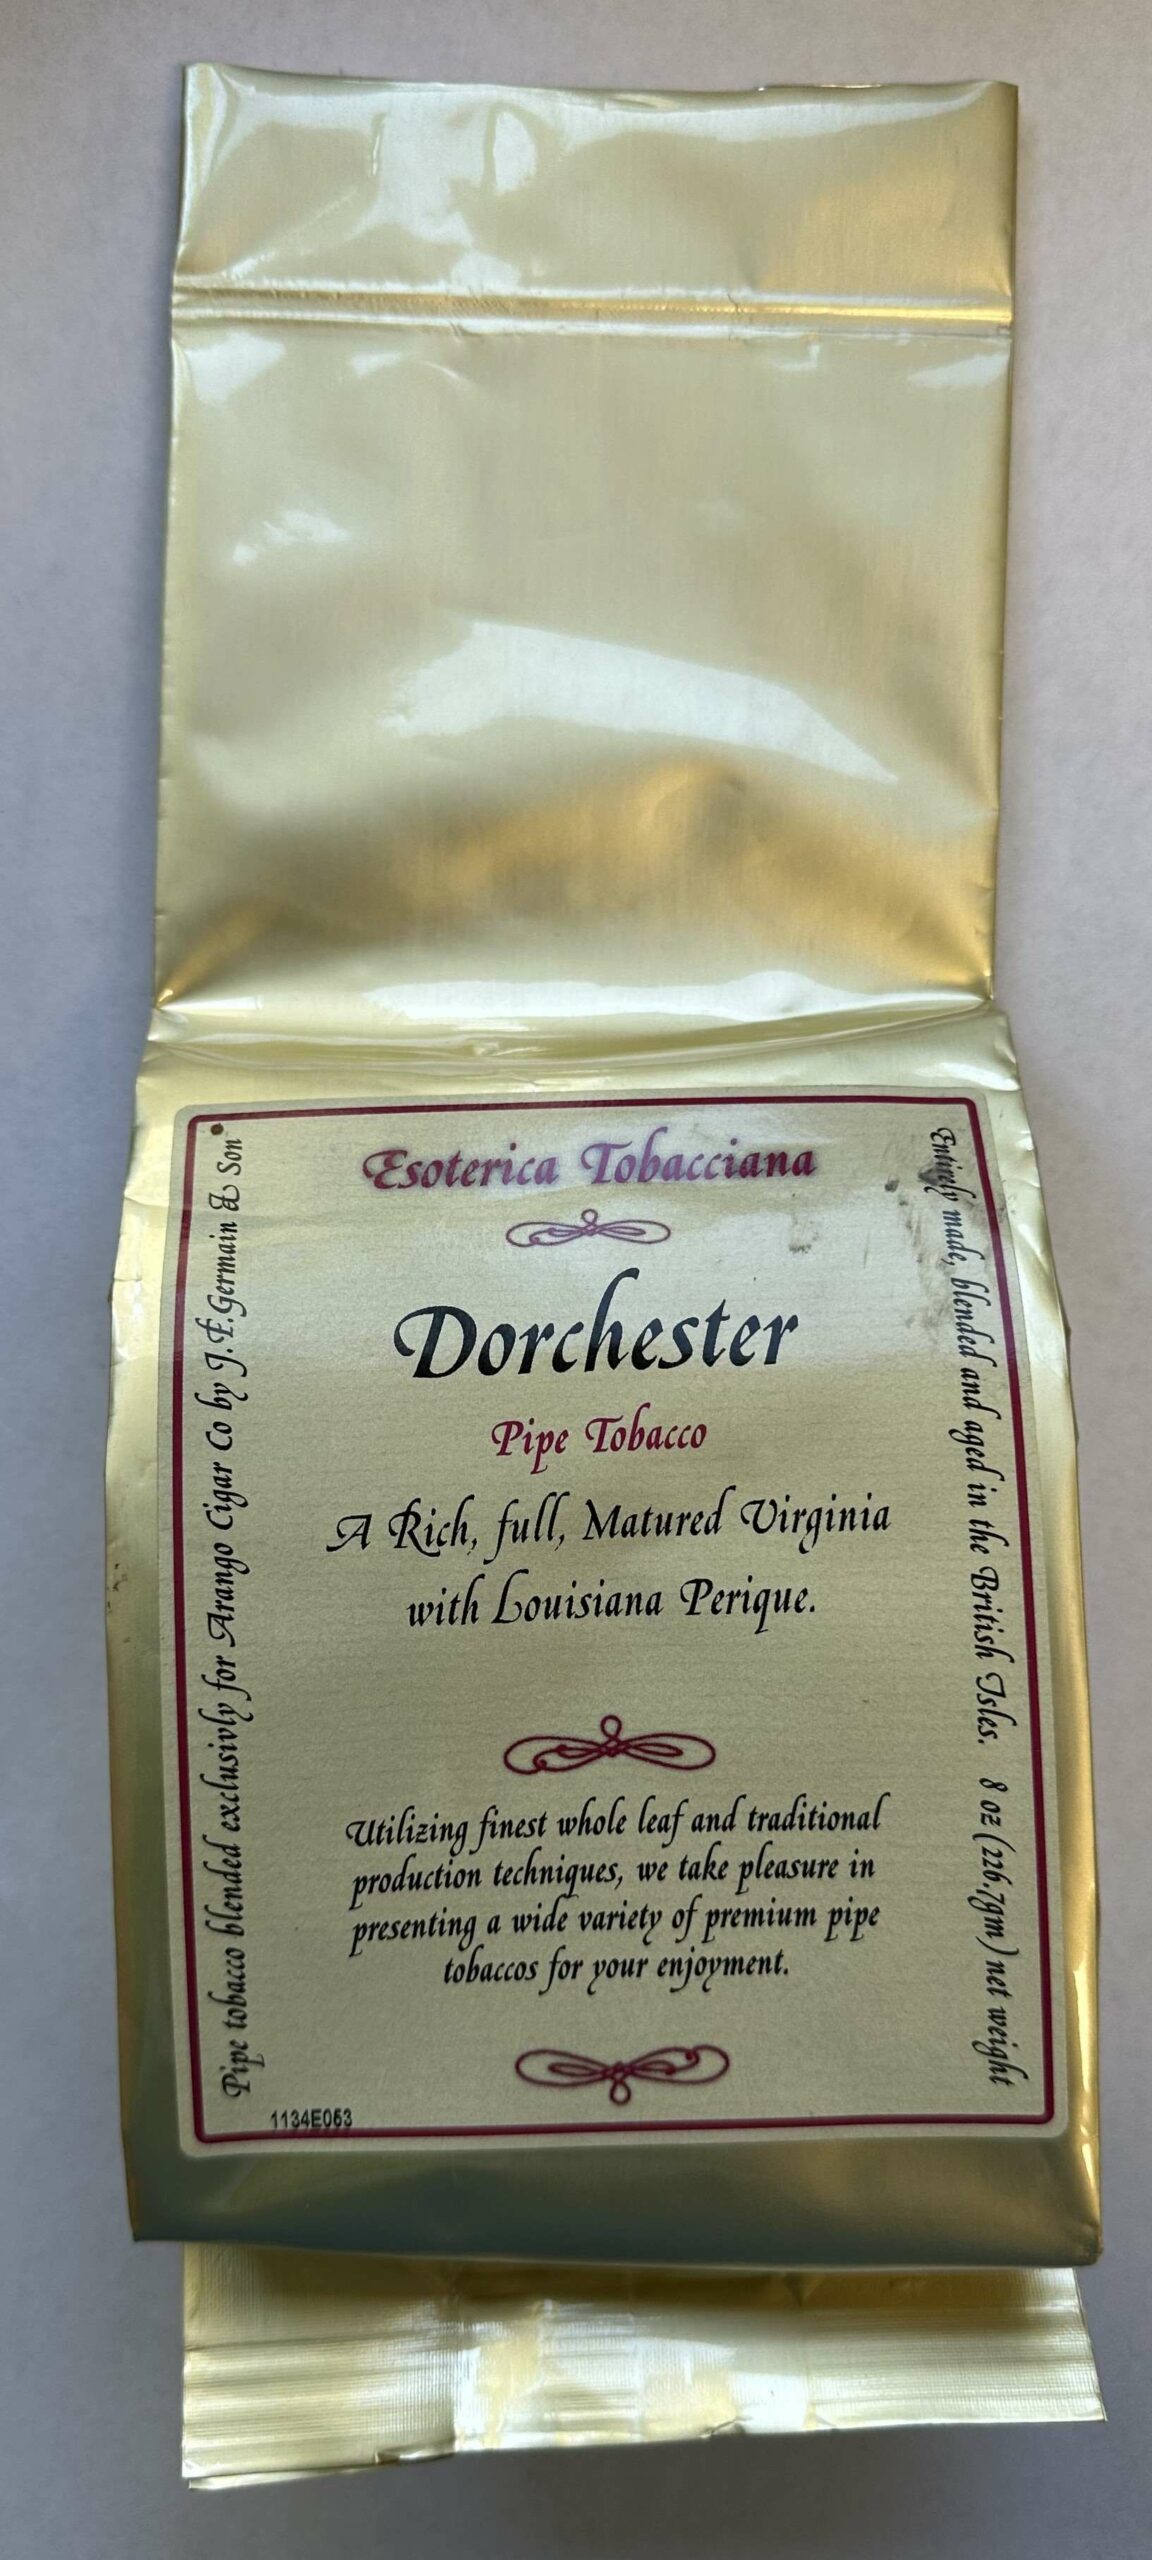 Esoterica Tobacciana
Dorchester
Pipe Tobacco
A Rich, full, Matured Virginia
with Louisiana Perique.
Utilizing finest whole leaf and traditional
production techniques, we take pleasure in
presenting a wide variety of premium pipe
tobaccos for your enjoyment.
Pipe tobacco blended exclusivly for Arango Cigar Co by J.F.Germain & Son
Entirely made, blended and aged in the British Isles. 8 oz (226.7gm) net weight
1134E053